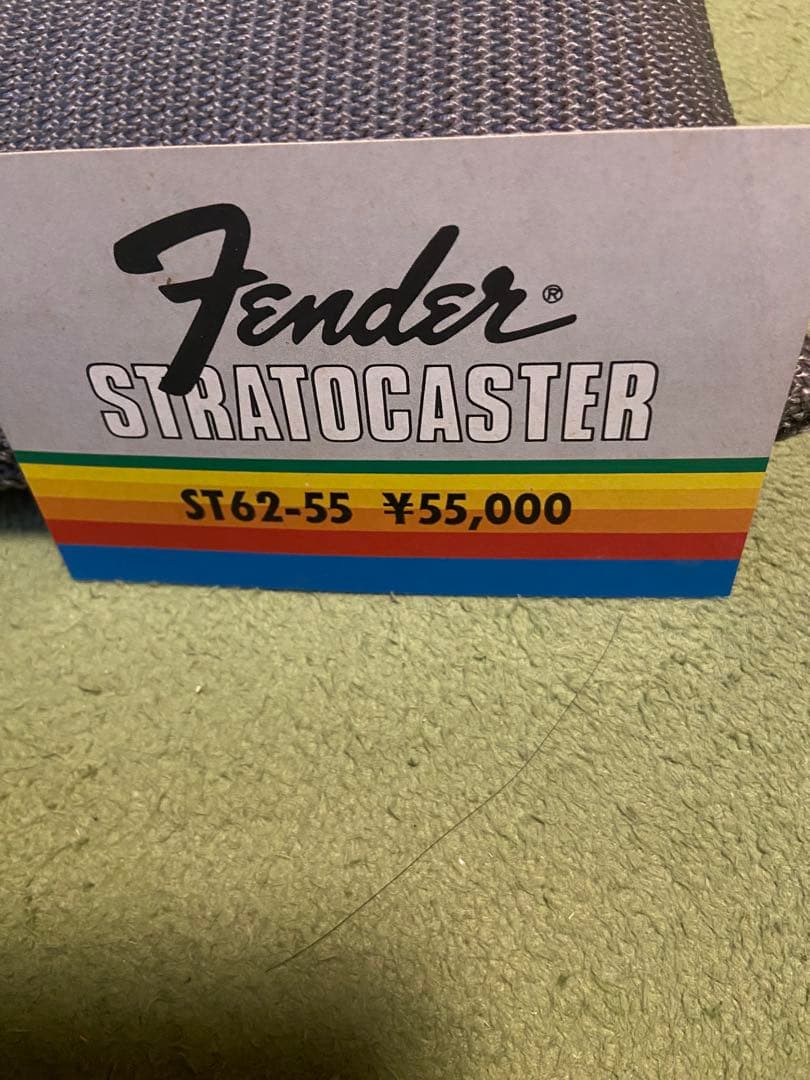 Fender®
STRATOCASTER
ST62-55 ¥55,000